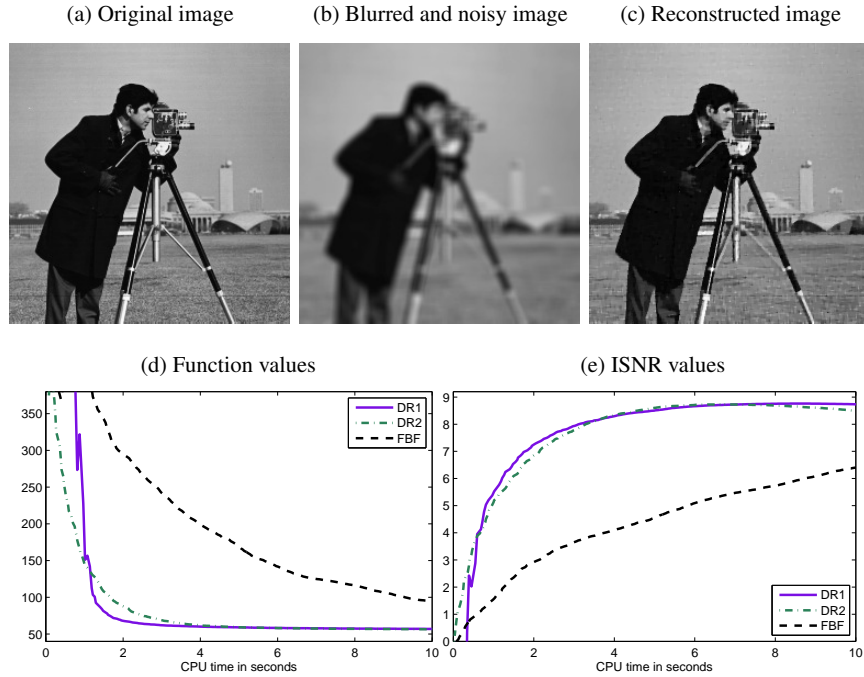 (a) Original image
(b) Blurred and noisy image
(c) Reconstructed image
(d) Function values
350
300
250
200
150
100
50
0
2
4
6
8
10
CPU time in seconds
DR1
DR2
FBF
(e) ISNR values
9
8
7
6
5
4
3
2
1
0
0
2
4
6
8
10
CPU time in seconds
DR1
DR2
FBF